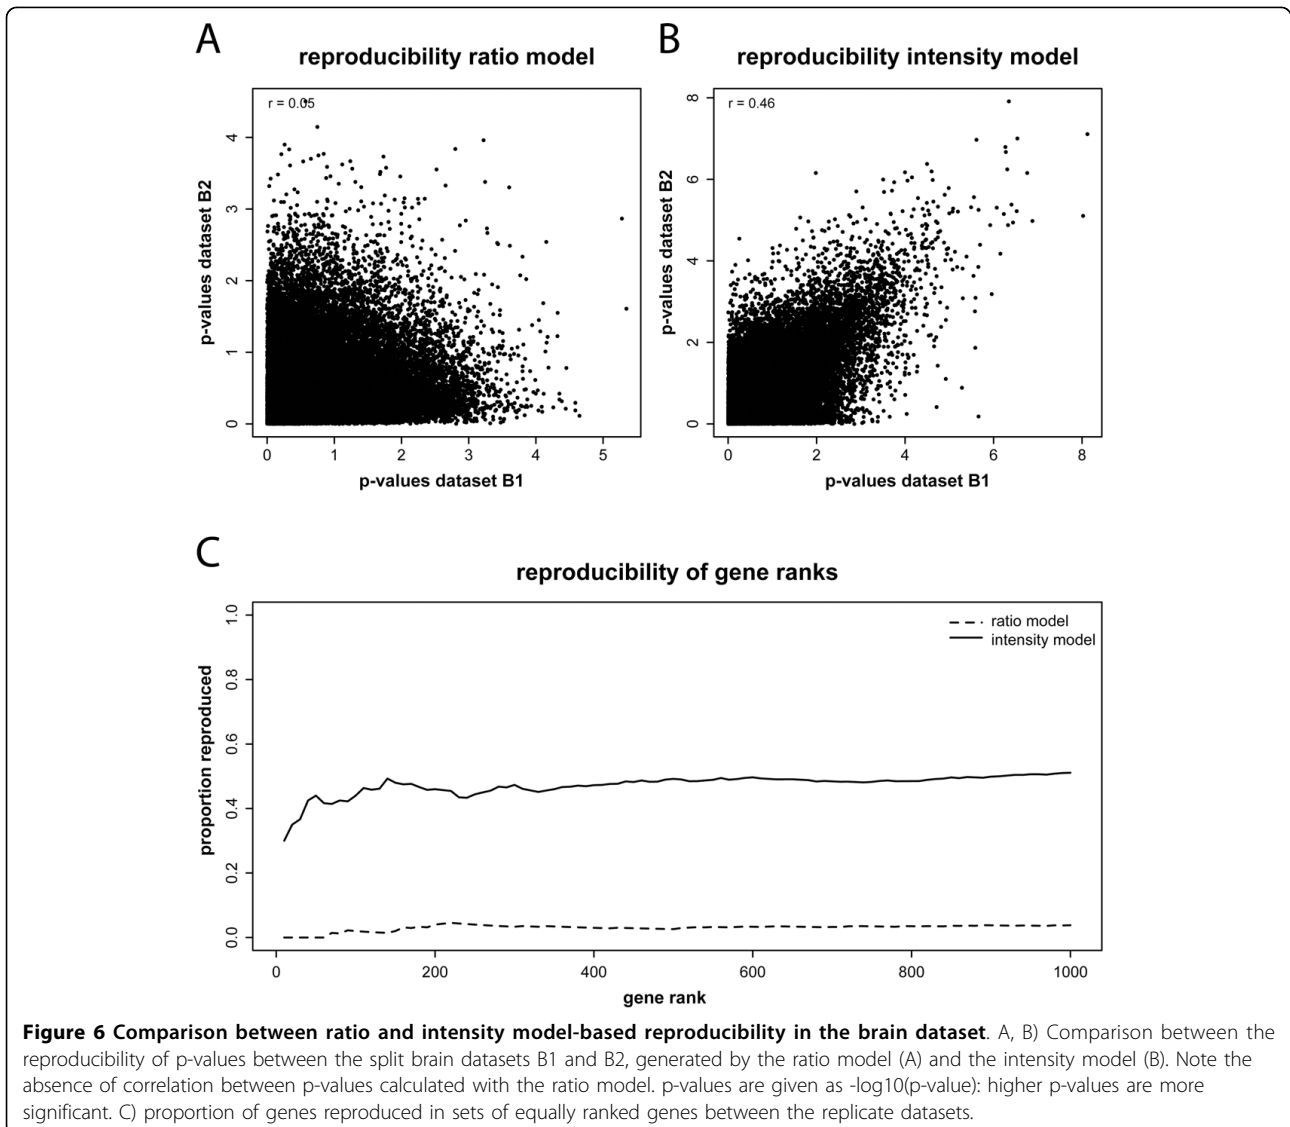 A
reproducibility ratio model
r = 0.05
p-values dataset B2
4
3
2
1
0
0 1 2 3 4 5
p-values dataset B1
B
reproducibility intensity model
r = 0.46
p-values dataset B2
8
6
4
2
0
0 2 4 6 8
p-values dataset B1
C
reproducibility of gene ranks
ratio model
intensity model
proportion reproduced
1.0
0.8
0.6
0.4
0.2
0.0
0 200 400 600 800 1000
gene rank
Figure 6 Comparison between ratio and intensity model-based reproducibility in the brain dataset. A, B) Comparison between the
reproducibility of p-values between the split brain datasets B1 and B2, generated by the ratio model (A) and the intensity model (B). Note the
absence of correlation between p-values calculated with the ratio model. p-values are given as -log10(p-value): higher p-values are more
significant. C) proportion of genes reproduced in sets of equally ranked genes between the replicate datasets.